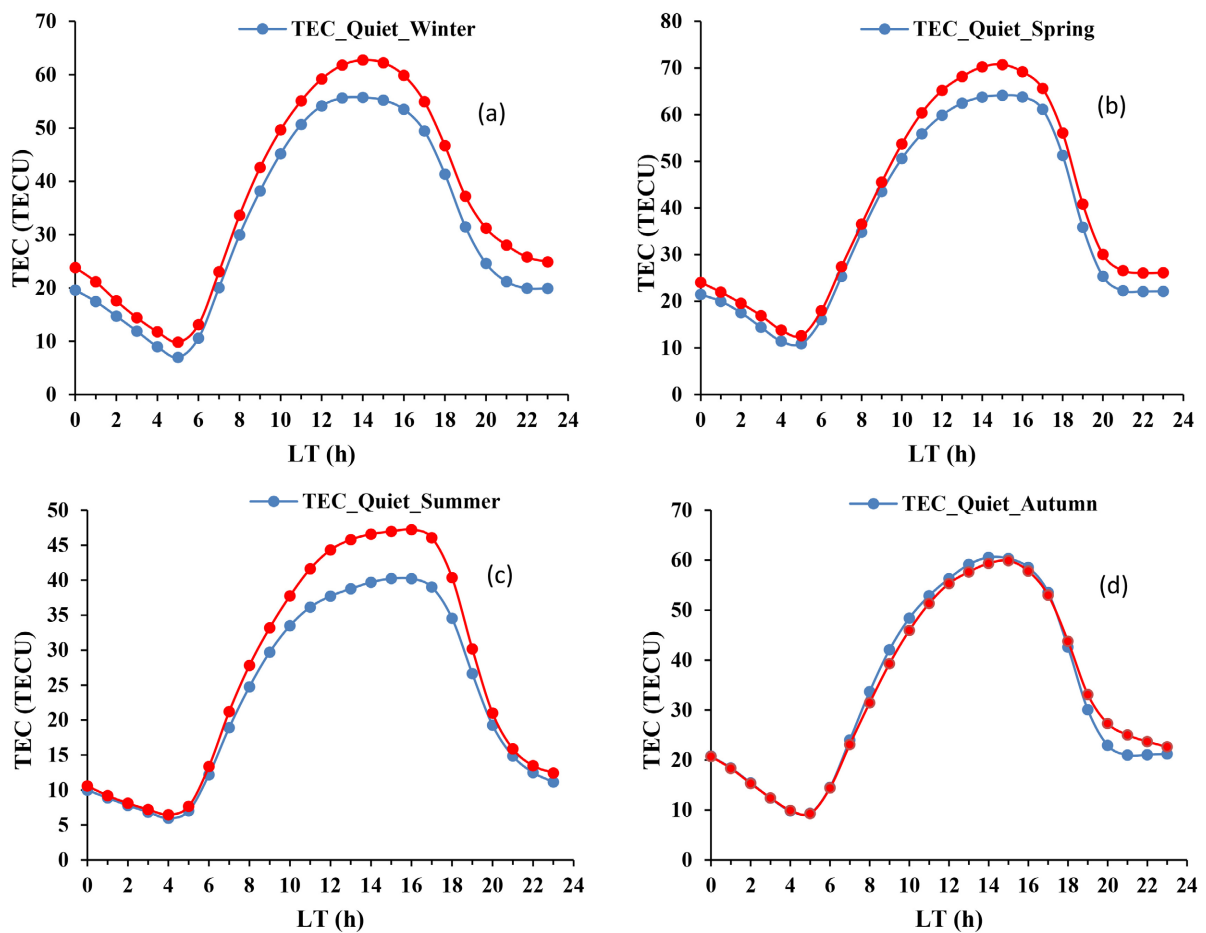 TEC_Quiet_Winter
70
60
50
40
30
20
10
0
TEC (TECU)
(a)
0 2 4 6 8 10 12 14 16 18 20 22 24
LT (h)
TEC_Quiet_Spring
80
70
60
50
40
30
20
10
0
TEC (TECU)
(b)
0 2 4 6 8 10 12 14 16 18 20 22 24
LT (h)
TEC_Quiet_Summer
50
45
40
35
30
25
20
15
10
5
0
TEC (TECU)
(c)
0 2 4 6 8 10 12 14 16 18 20 22 24
LT (h)
TEC_Quiet_Autumn
70
60
50
40
30
20
10
0
TEC (TECU)
(d)
0 2 4 6 8 10 12 14 16 18 20 22 24
LT (h)